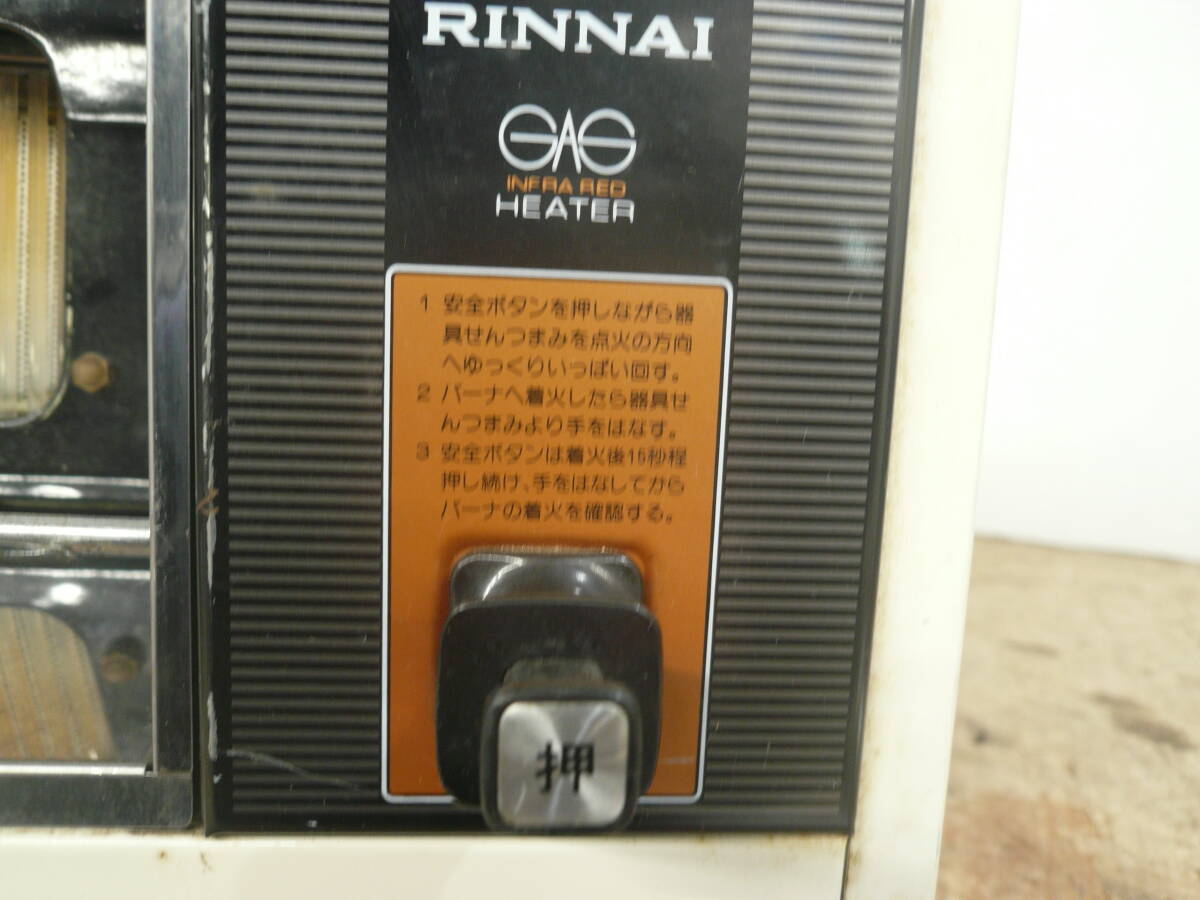 RINNAI
GAS
INFRA RED
HEATER
1 安全ボタンを押しながら器
具せんつまみを点火の方向
へゆっくりいっぱい回す。
2 バーナへ着火したら器具せ
んつまみより手をはなす。
3 安全ボタンは着火後15秒程
押し続け、手をはなしてから
バーナの着火を確認する。
押